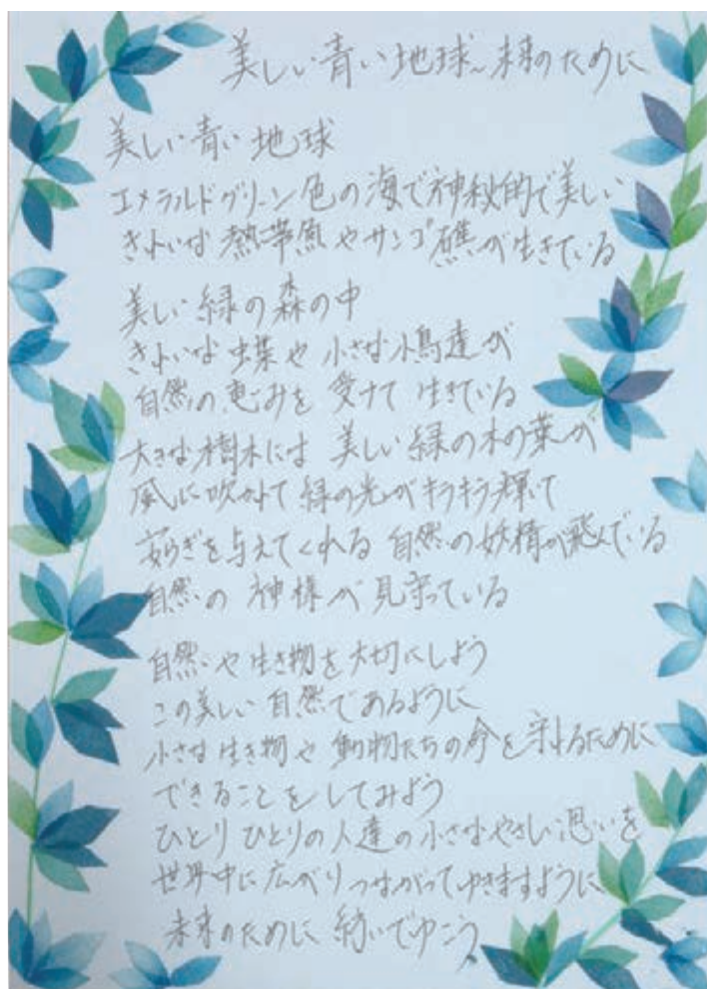 美しい青い地球~未来のために
美しい青い地球
エメラルドグリーン色の海で神秘的で美しい
きれいな熱帯魚やサンゴ礁が生きている
美しい緑の森の中
きれいな蝶や小さな小鳥達が
自然の恵みを受けて生きている
大きな樹木には美しい緑の木の葉が
風に吹かれて緑の光がキラキラ輝いて
安らぎを与えてくれる自然の妖精が飛んでいる
自然の神様が見守っている
自然や生き物を大切にしよう
この美しい自然であるように
小さな生き物や動物たちの命を守れるために
できることをしてみよう
ひとりひとりの人達の小さなやさしい思いを
世界中に広がりつながってゆきますように
未来のために紡いでゆこう